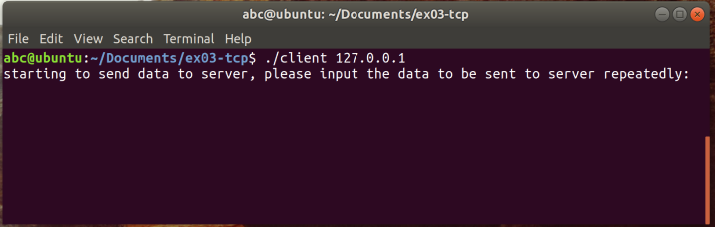 abc@ubuntu: ~/Documents/ex03-tcp
File Edit View Search Terminal Help
abc@ubuntu:~/Documents/ex03-tcp$ ./client 127.0.0.1
starting to send data to server, please input the data to be sent to server repeatedly: